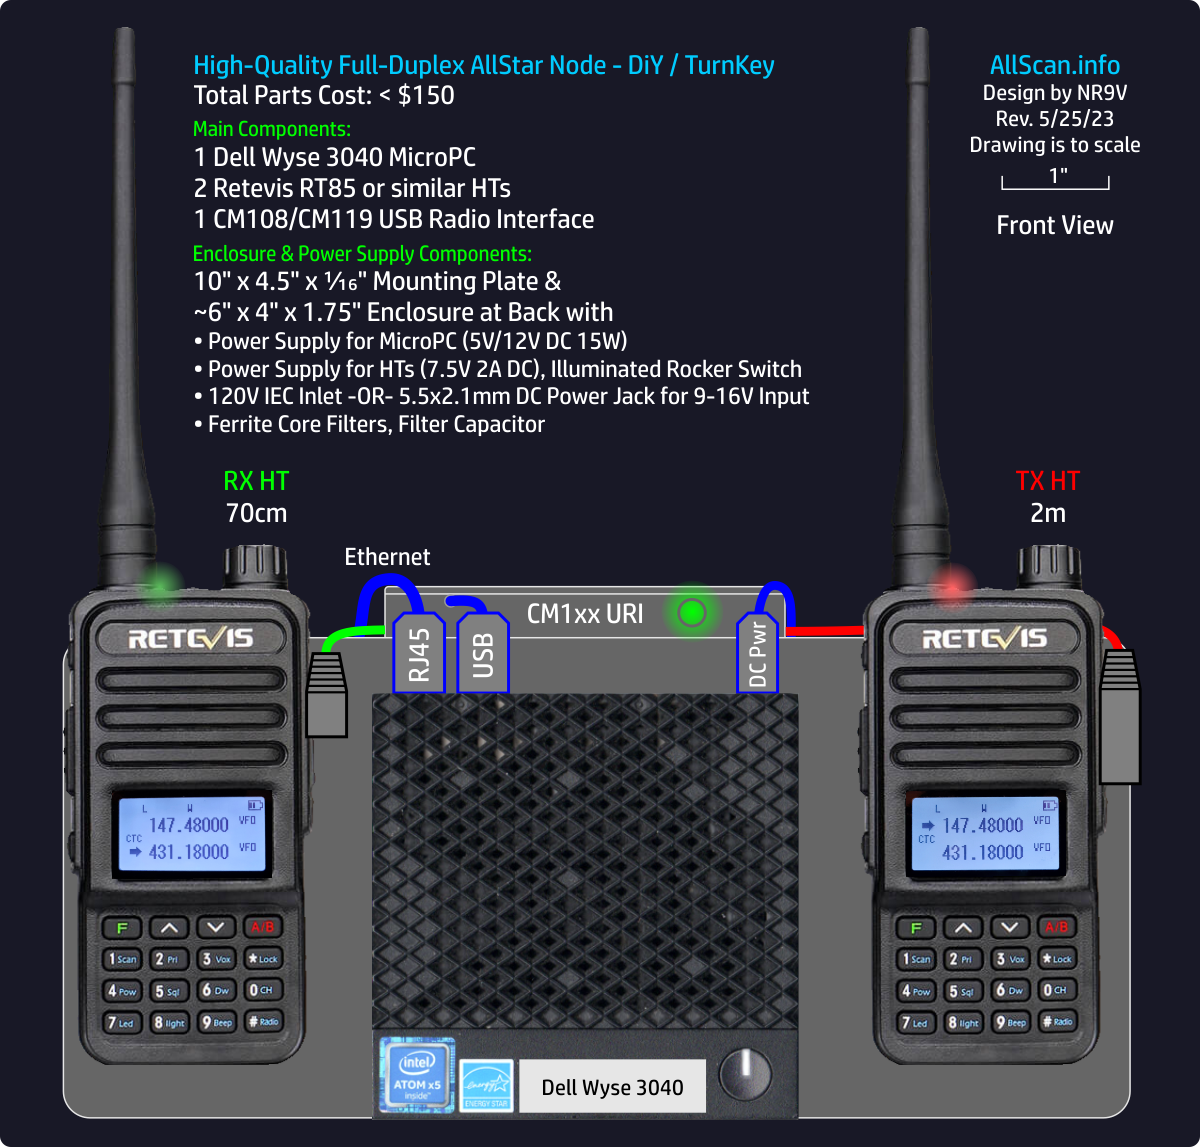 High-Quality Full-Duplex AllStar Node - DiY / TurnKey
Total Parts Cost: < $150
Main Components:
1 Dell Wyse 3040 MicroPC
2 Retevis RT85 or similar HTs
1 CM108/CM119 USB Radio Interface
Enclosure & Power Supply Components:
10" x 4.5" x 1/16" Mounting Plate &
~6" x 4" x 1.75" Enclosure at Back with
• Power Supply for MicroPC (5V/12V DC 15W)
• Power Supply for HTs (7.5V 2A DC), Illuminated Rocker Switch
• 120V IEC Inlet -OR- 5.5x2.1mm DC Power Jack for 9-16V Input
• Ferrite Core Filters, Filter Capacitor
AllScan.info
Design by NR9V
Rev. 5/25/23
Drawing is to scale
1"
Front View
RX HT
70cm
TX HT
2m
Ethernet
CM1xx URI
RJ45
USB
DC Pwr
RETEVIS
L W
147.48000 VFO
CTC
➡ 431.18000 VFO
F A/B
1 Scan 2 Pri 3 Vox * Lock
4 Pow 5 Sql 6 Dw 0 CH
7 Led 8 light 9 Beep # Radio
intel
ATOM x5
inside™
energy
ENERGY STAR
Dell Wyse 3040
RETEVIS
L W
➡ 147.48000 VFO
CTC
431.18000 VFO
F A/B
1 Scan 2 Pri 3 Vox * Lock
4 Pow 5 Sql 6 Dw 0 CH
7 Led 8 light 9 Beep # Radio